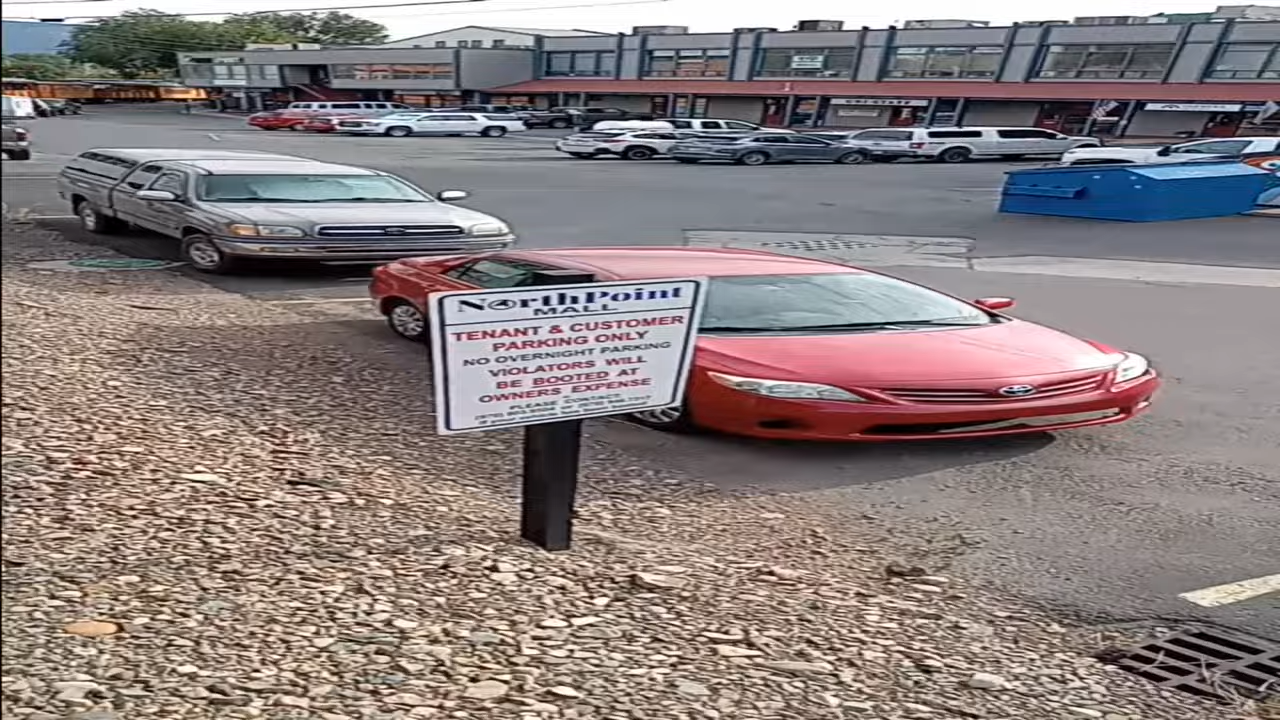 NorthPoint
MALL
TENANT & CUSTOMER
PARKING ONLY
NO OVERNIGHT PARKING
VIOLATORS WILL
BE BOOTED AT
OWNERS EXPENSE
PLEASE CONTACT